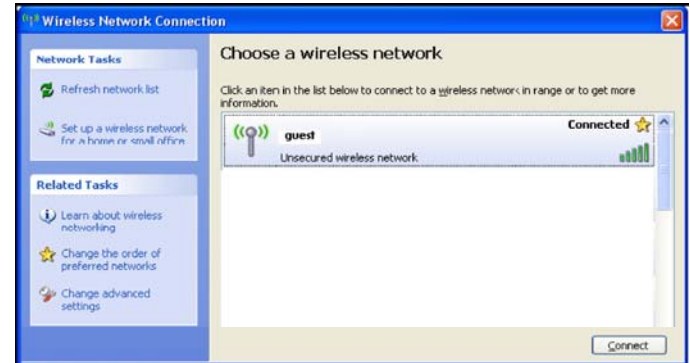 Wireless Network Connection
Network Tasks
Refresh network list
Set up a wireless network
for a home or small office
Related Tasks
Learn about wireless
networking
Change the order of
preferred networks
Change advanced
settings
Choose a wireless network
Click an item in the list below to connect to a wireless network in range or to get more
information.
guest
Connected
Unsecured wireless network
Connect